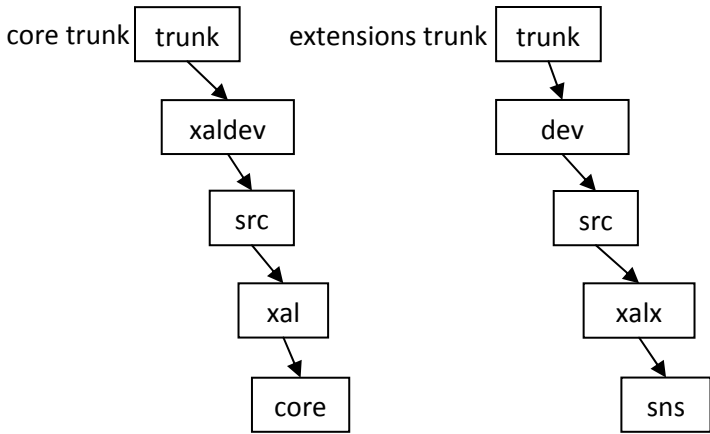 core trunk trunk extensions trunk trunk
xaldev dev
src src
xal xalx
core sns